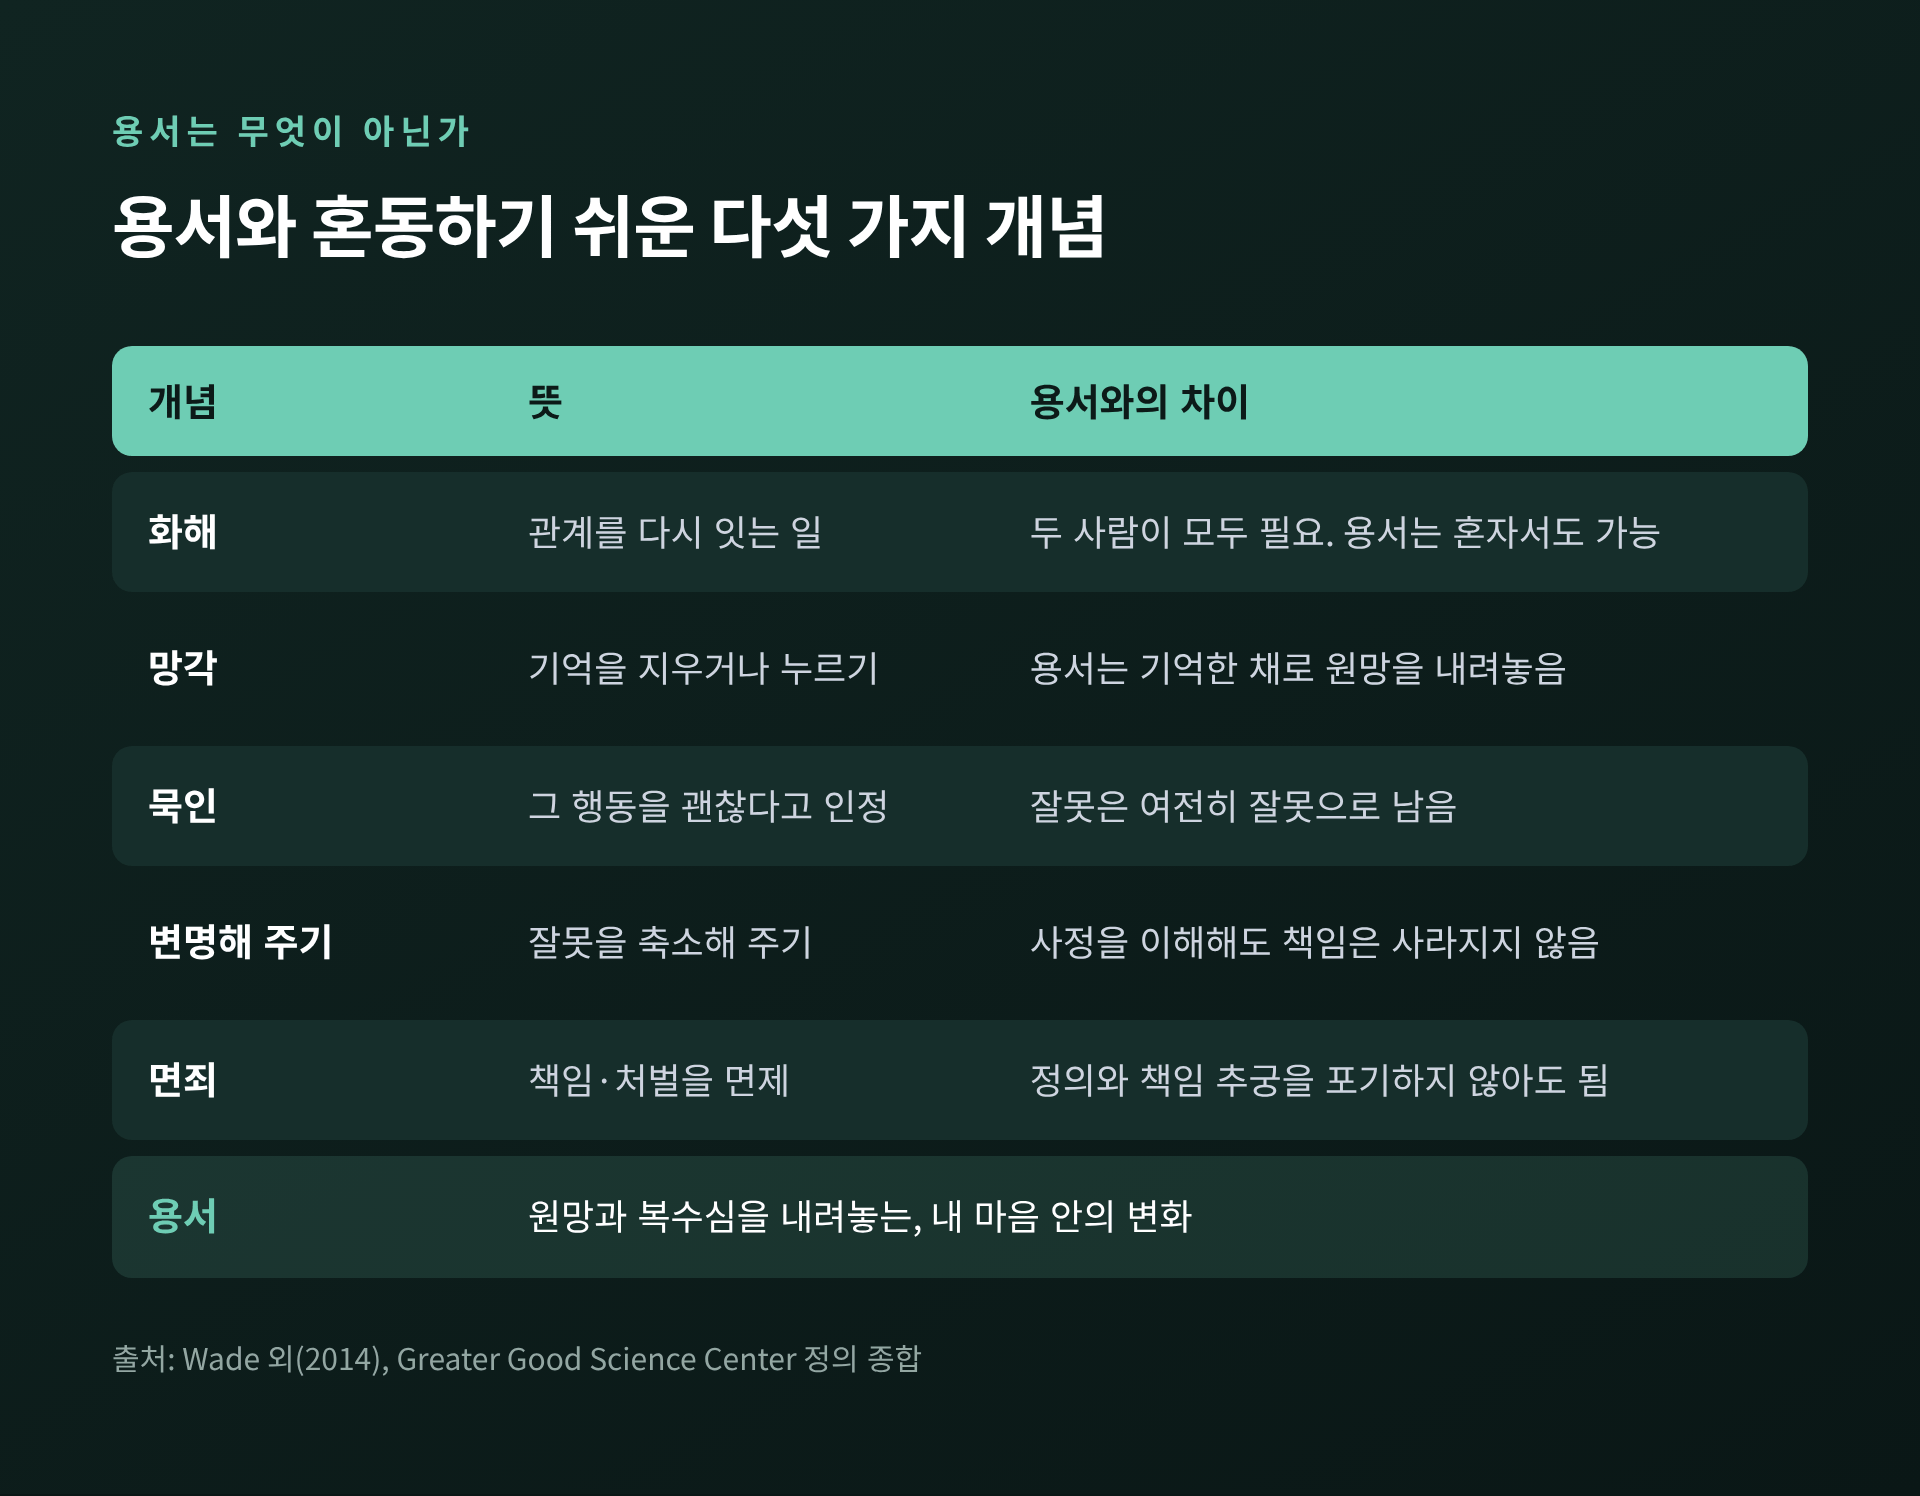 용서는 무엇이 아닌가
용서와 혼동하기 쉬운 다섯 가지 개념
개념 뜻 용서와의 차이
화해 관계를 다시 잇는 일 두 사람이 모두 필요. 용서는 혼자서도 가능
망각 기억을 지우거나 누르기 용서는 기억한 채로 원망을 내려놓음
묵인 그 행동을 괜찮다고 인정 잘못은 여전히 잘못으로 남음
변명해 주기 잘못을 축소해 주기 사정을 이해해도 책임은 사라지지 않음
면죄 책임·처벌을 면제 정의와 책임 추궁을 포기하지 않아도 됨
용서 원망과 복수심을 내려놓는, 내 마음 안의 변화
출처: Wade 외(2014), Greater Good Science Center 정의 종합